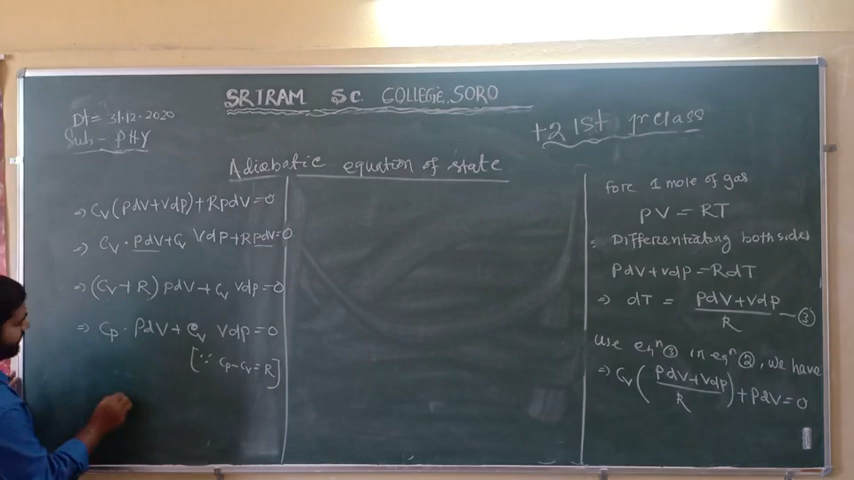 SRIRAM SC. COLLEGE, SORO
Dt= 31.12.2020
Sub. - PHY
+2 1st yr class
Adiabatic equation of state
⇒ Cv(pdV+Vdp)+Rpdv=0
⇒ Cv·pdV+Cv Vdp+Rpdv=0
⇒ (Cv+R)pdV+Cv Vdp=0
⇒ Cp·PdV+Cv Vdp=0
[∵ Cp-Cv=R]
Fore 1 mole of gas
PV=RT
Differentiating both sides
Pdv+vdp=RdT
⇒ dT = (PdV+Vdp)/R - ③
Use eqⁿ ③ in eqⁿ ②, we have
⇒ Cv((PdV+Vdp)/R)+PdV=0